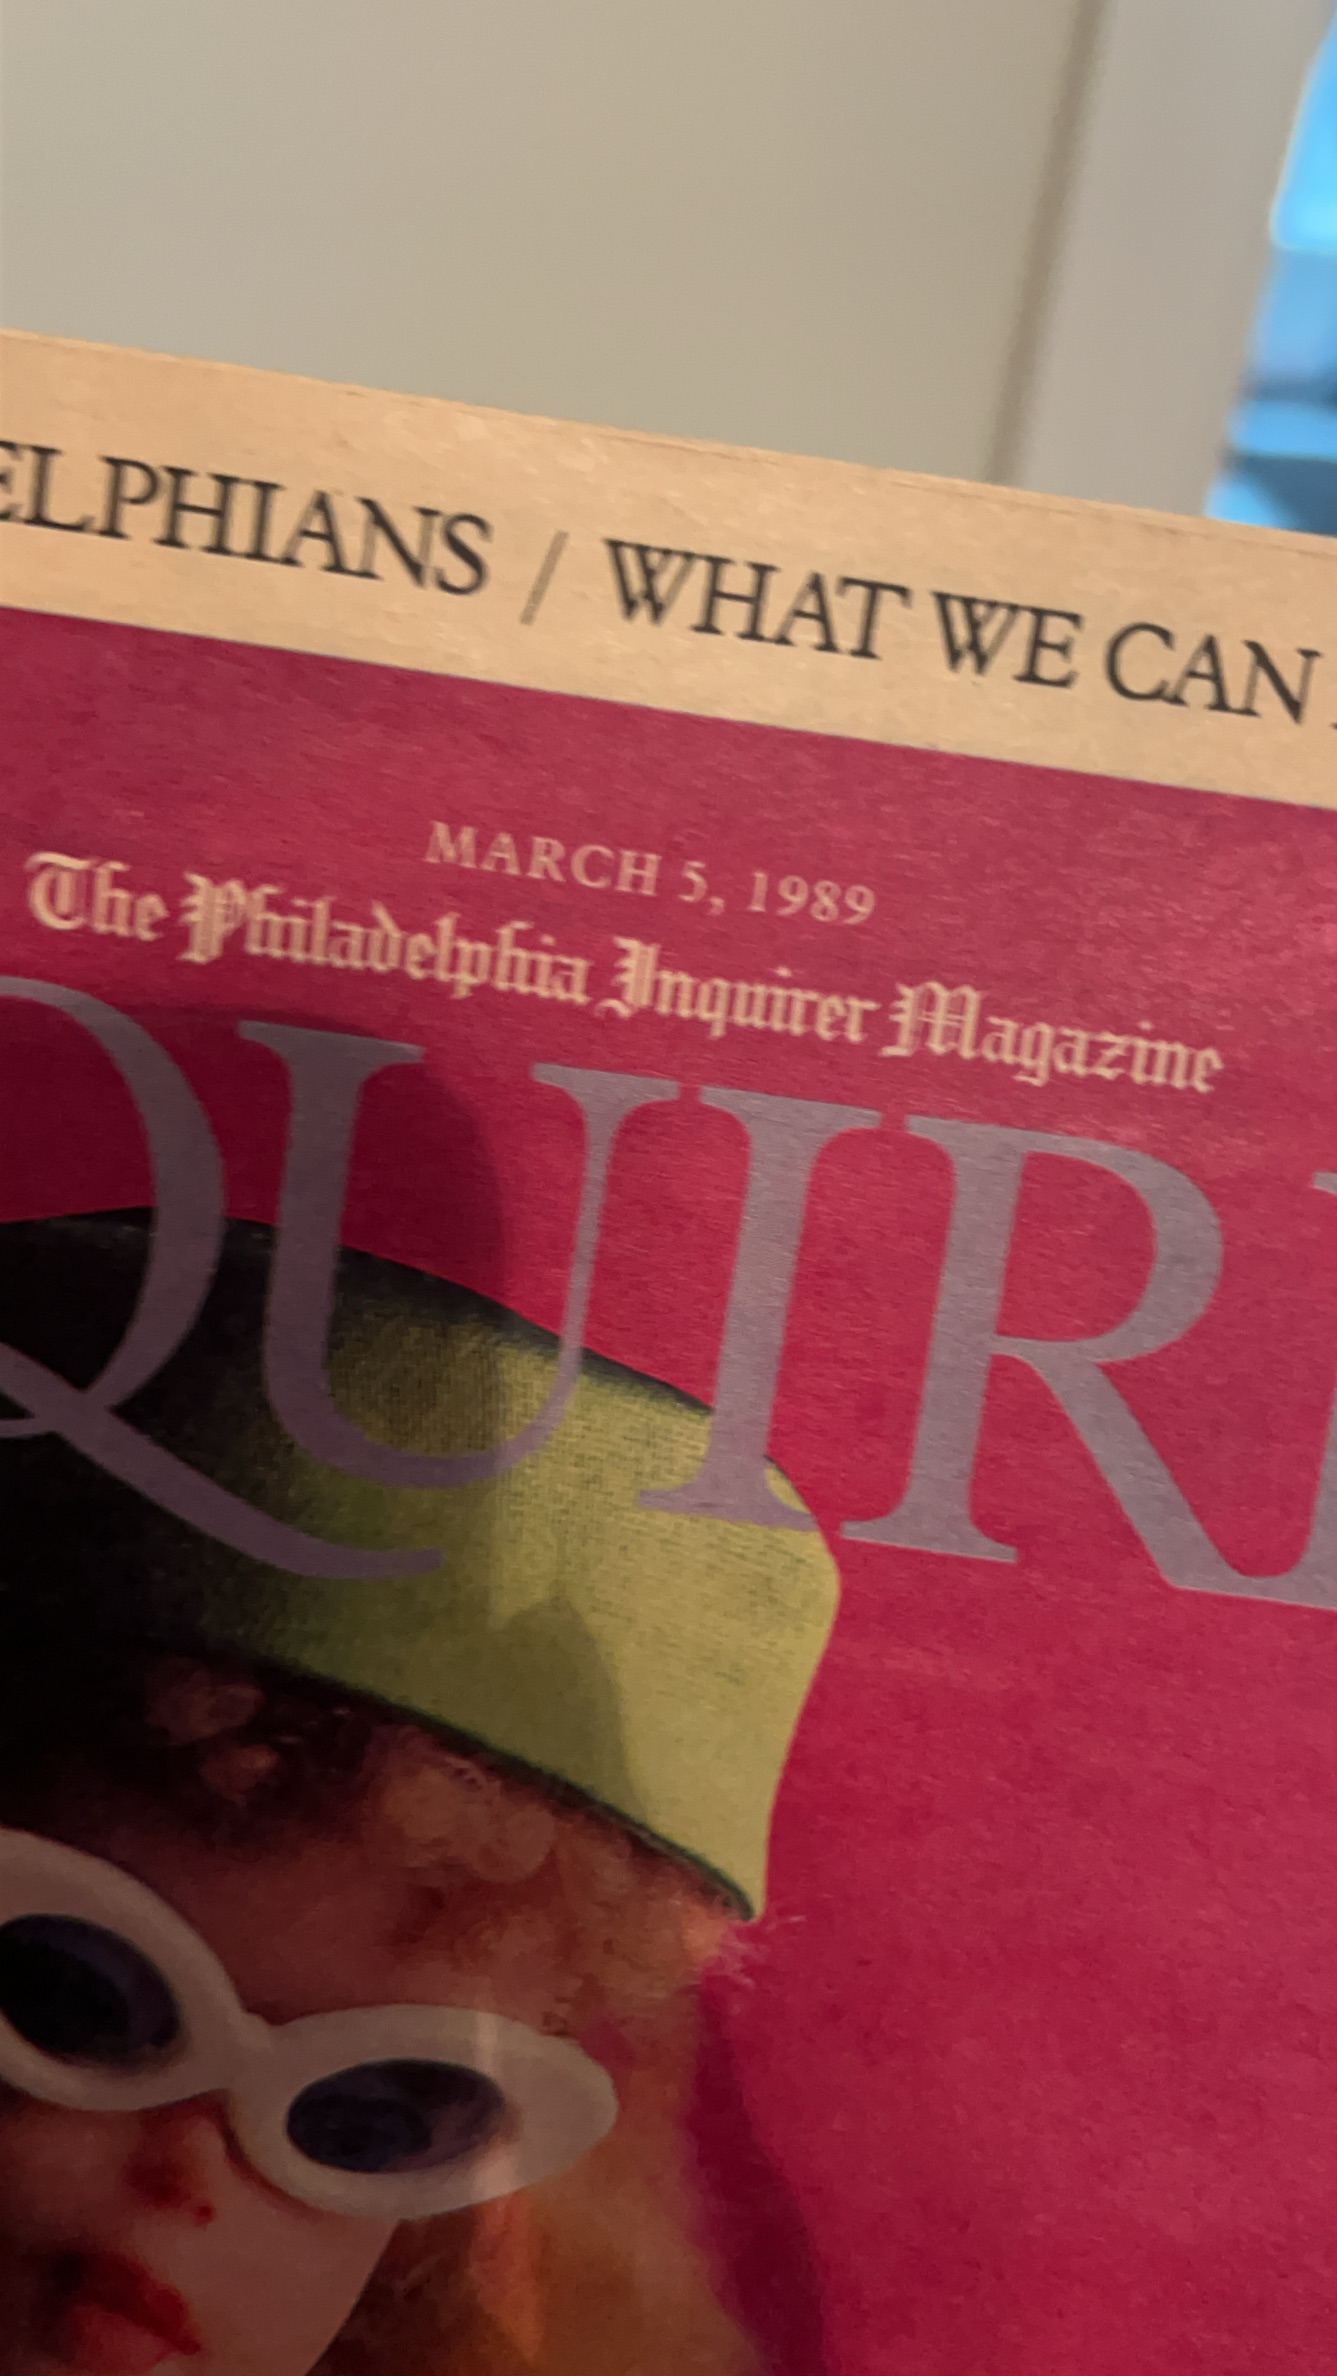 ELPHIANS / WHAT WE CAN
MARCH 5, 1989
The Philadelphia Inquirer Magazine
QUIR